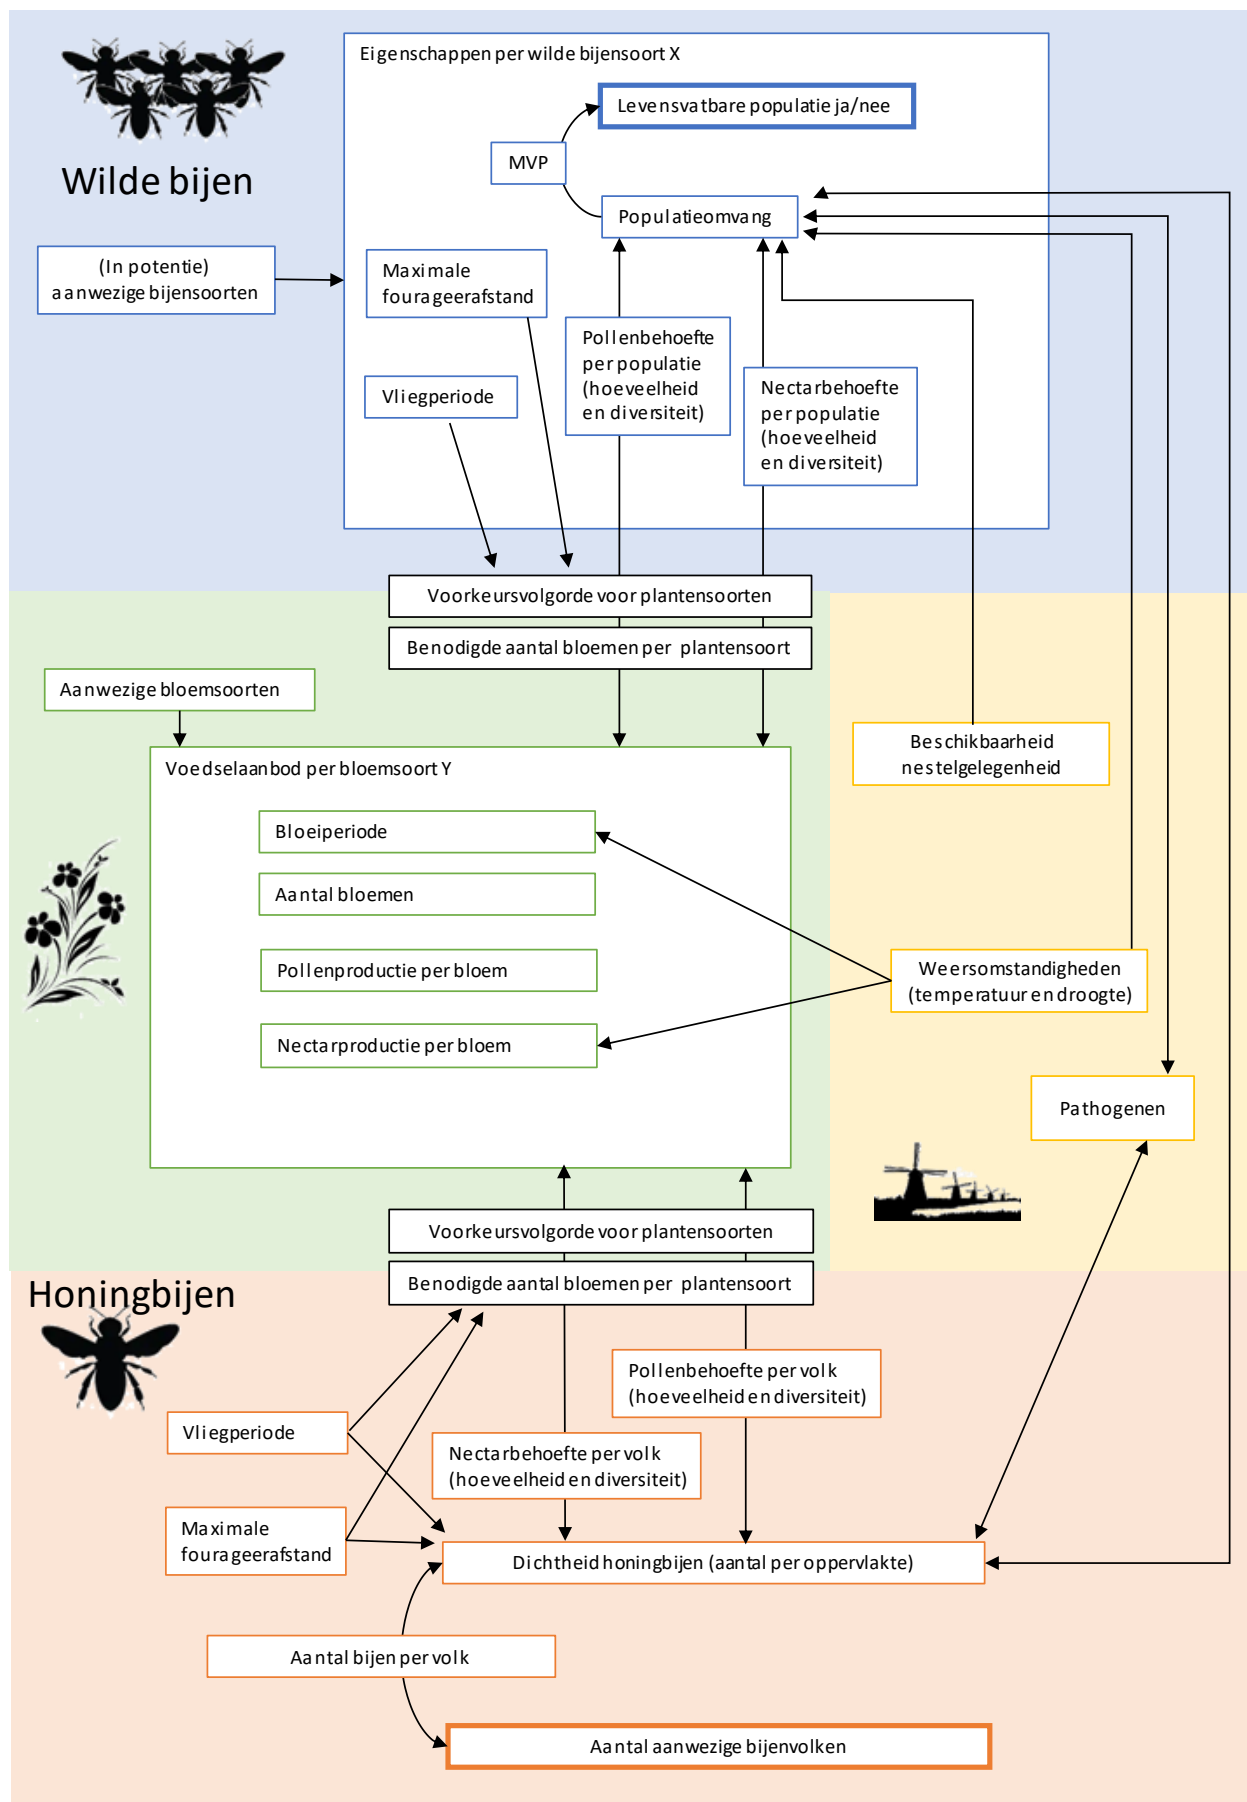 Eigenschappen per wilde bijensoort X
Levensvatbare populatie ja/nee
MVP
Wilde bijen
Populatieomvang
(In potentie)
aanwezige bijensoorten
Maximale
fourageerafstand
Pollenbehoefte
per populatie
(hoeveelheid
en diversiteit)
Vliegperiode
Nectarbehoefte
per populatie
(hoeveelheid
en diversiteit)
Voorkeursvolgorde voor plantensoorten
Benodigde aantal bloemen per plantensoort
Aanwezige bloemsoorten
Beschikbaarheid
nestelgelegenheid
Voedselaanbod per bloemsoort Y
Bloeiperiode
Aantal bloemen
Pollenproductie per bloem
Weersomstandigheden
(temperatuur en droogte)
Nectarproductie per bloem
Pathogenen
Voorkeursvolgorde voor plantensoorten
Benodigde aantal bloemen per plantensoort
Honingbijen
Pollenbehoefte per volk
(hoeveelheid en diversiteit)
Vliegperiode
Nectarbehoefte per volk
(hoeveelheid en diversiteit)
Maximale
fourageerafstand
Dichtheid honingbijen (aantal per oppervlakte)
Aantal bijen per volk
Aantal aanwezige bijenvolken